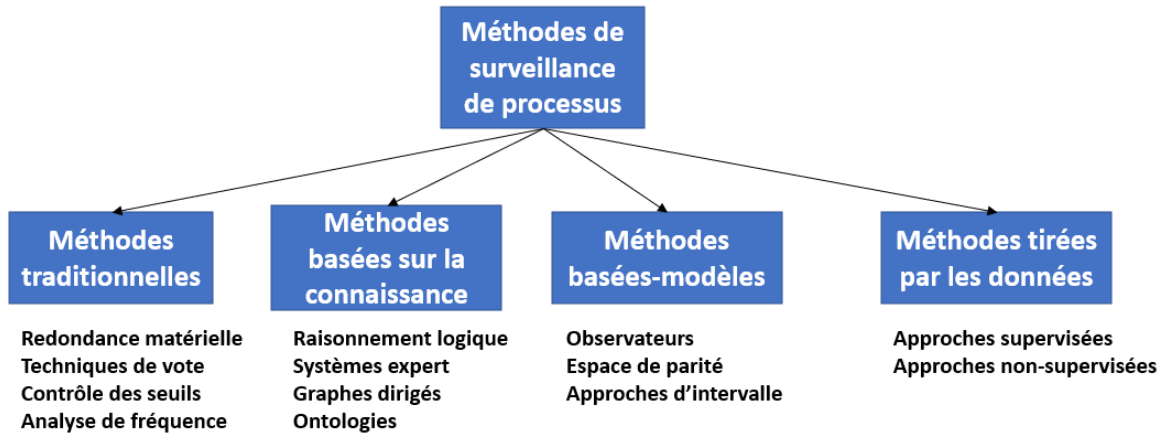 Méthodes de
surveillance
de processus
Méthodes
traditionnelles
Méthodes
basées sur la
connaissance
Méthodes
basées-modèles
Méthodes tirées
par les données
Redondance matérielle
Techniques de vote
Contrôle des seuils
Analyse de fréquence
Raisonnement logique
Systèmes expert
Graphes dirigés
Ontologies
Observateurs
Espace de parité
Approches d’intervalle
Approches supervisées
Approches non-supervisées